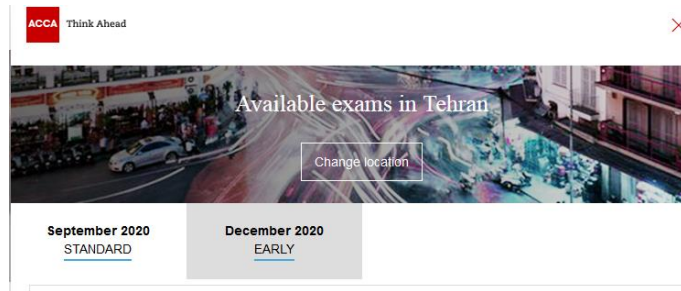 ACCA Think Ahead
Available exams in Tehran
Change location
September 2020 December 2020
STANDARD EARLY